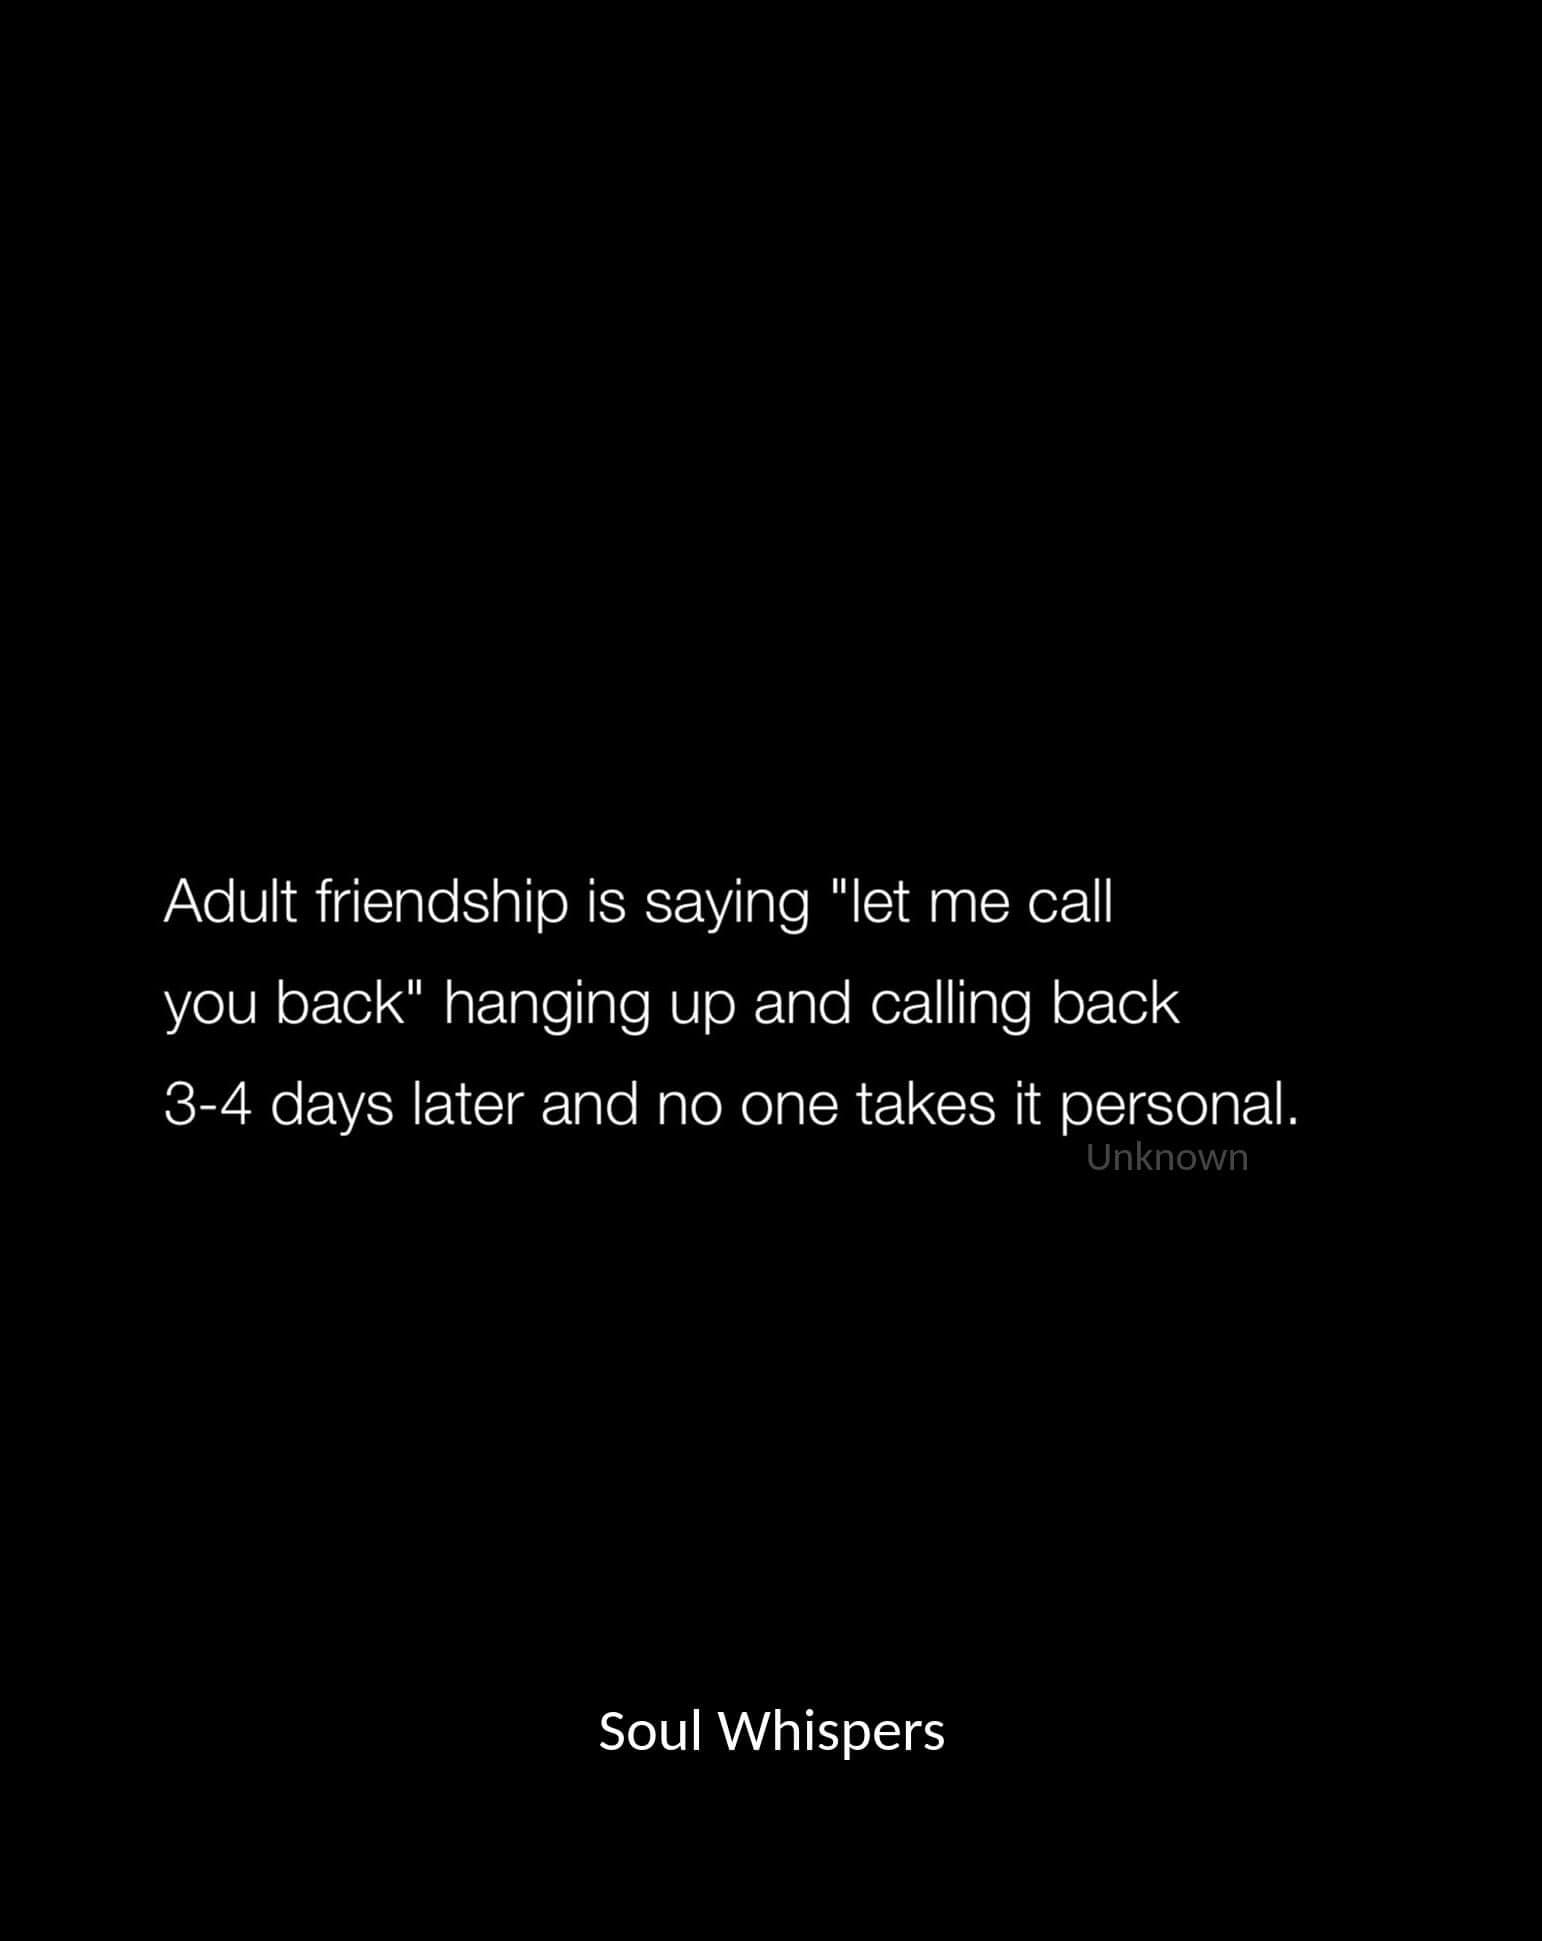 Adult friendship is saying "let me call
you back" hanging up and calling back
3-4 days later and no one takes it personal.
Unknown
Soul Whispers